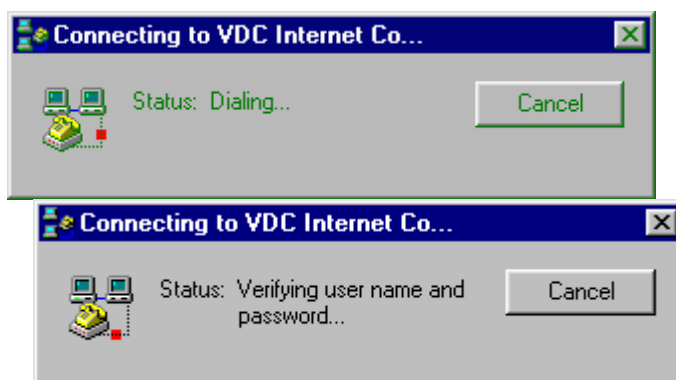 Connecting to VDC Internet Co...
Status: Dialing...
Cancel
Connecting to VDC Internet Co...
Status: Verifying user name and
password...
Cancel